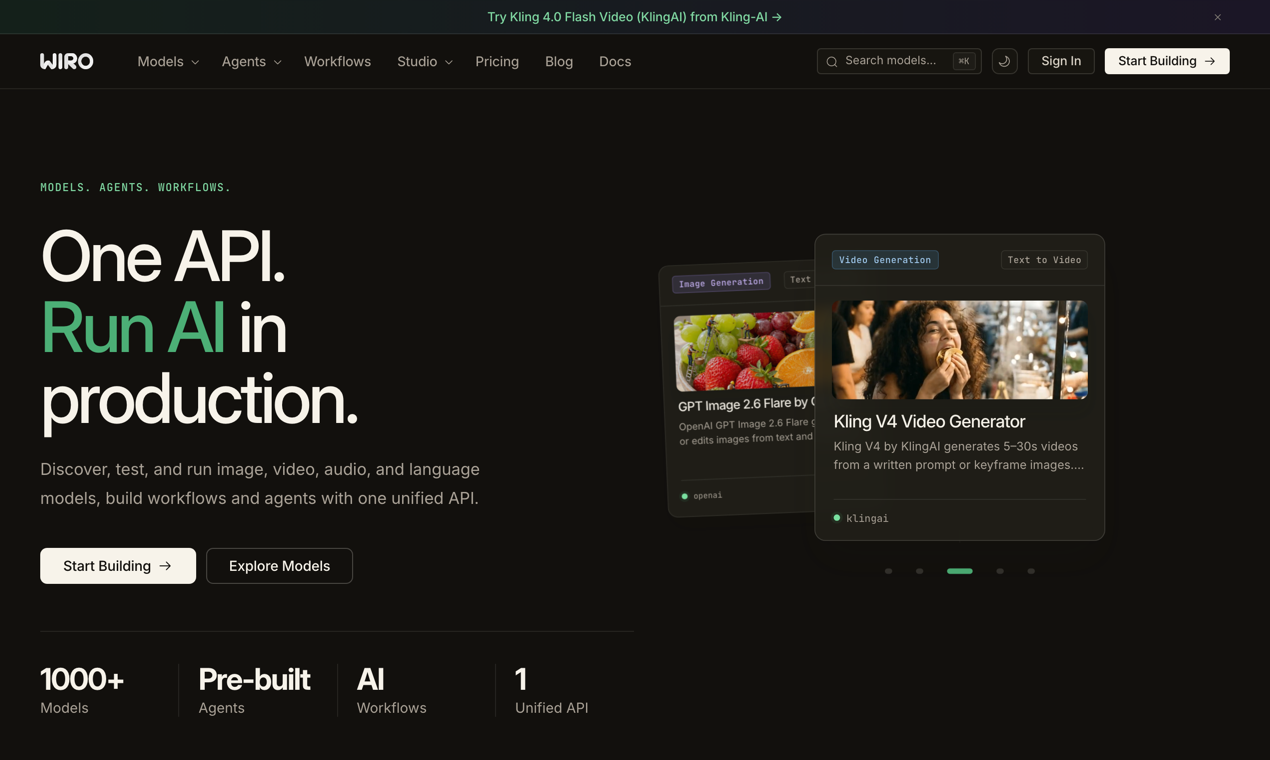 Try Kling 4.0 Flash Video (KlingAI) from Kling-AI →
WIRO
Models
Agents
Workflows
Studio
Pricing
Blog
Docs
Search models...
⌘K
Sign In
Start Building →
MODELS. AGENTS. WORKFLOWS.
One API.
Run AI in
production.
Discover, test, and run image, video, audio, and language
models, build workflows and agents with one unified API.
Start Building →
Explore Models
1000+
Models
Pre-built
Agents
AI
Workflows
1
Unified API
Image Generation
Text
GPT Image 2.6 Flare by
OpenAI GPT Image 2.6 Flare
or edits images from text and
openai
Video Generation
Text to Video
Kling V4 Video Generator
Kling V4 by KlingAI generates 5–30s videos
from a written prompt or keyframe images....
klingai